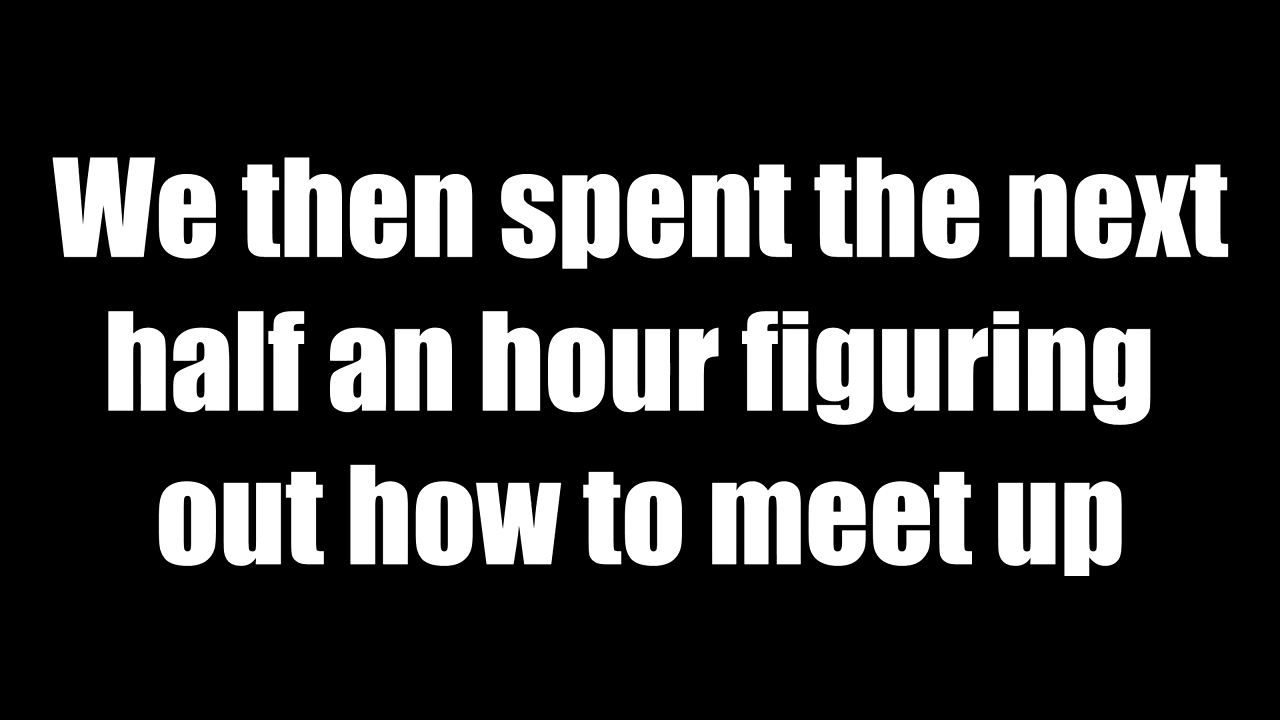 We then spent the next
half an hour figuring
out how to meet up